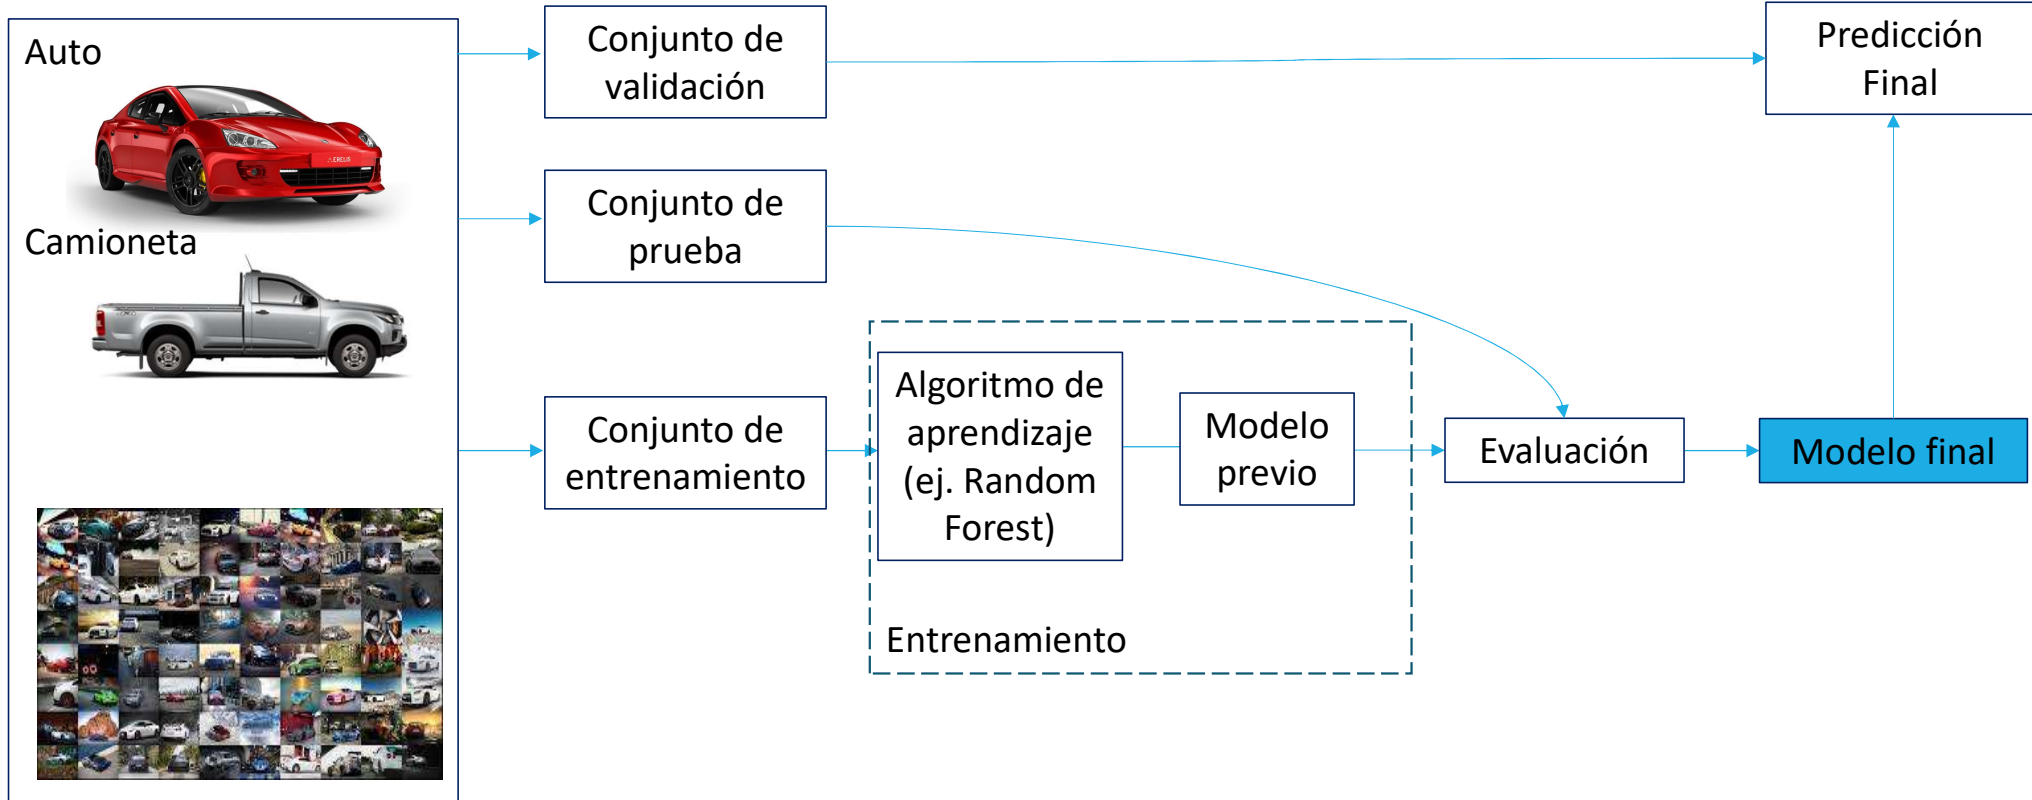 Auto
Camioneta
Conjunto de
validación
Conjunto de
prueba
Conjunto de
entrenamiento
Algoritmo de
aprendizaje
(ej. Random
Forest)
Modelo
previo
Entrenamiento
Evaluación
Modelo final
Predicción
Final